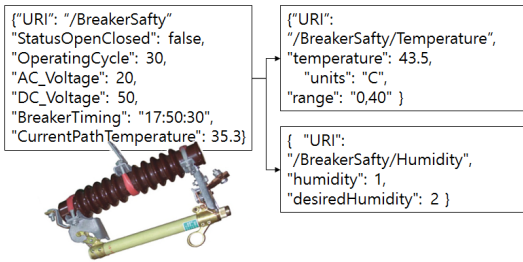 {"URI": "/BreakerSafty"
"StatusOpenClosed": false,
"OperatingCycle": 30,
"AC_Voltage": 20,
"DC_Voltage": 50,
"BreakerTiming": "17:50:30",
"CurrentPathTemperature": 35.3}
{"URI":
"/BreakerSafty/Temperature",
"temperature": 43.5,
"units": "C",
"range": "0,40" }
{ "URI":
"/BreakerSafty/Humidity",
"humidity": 1,
"desiredHumidity": 2 }